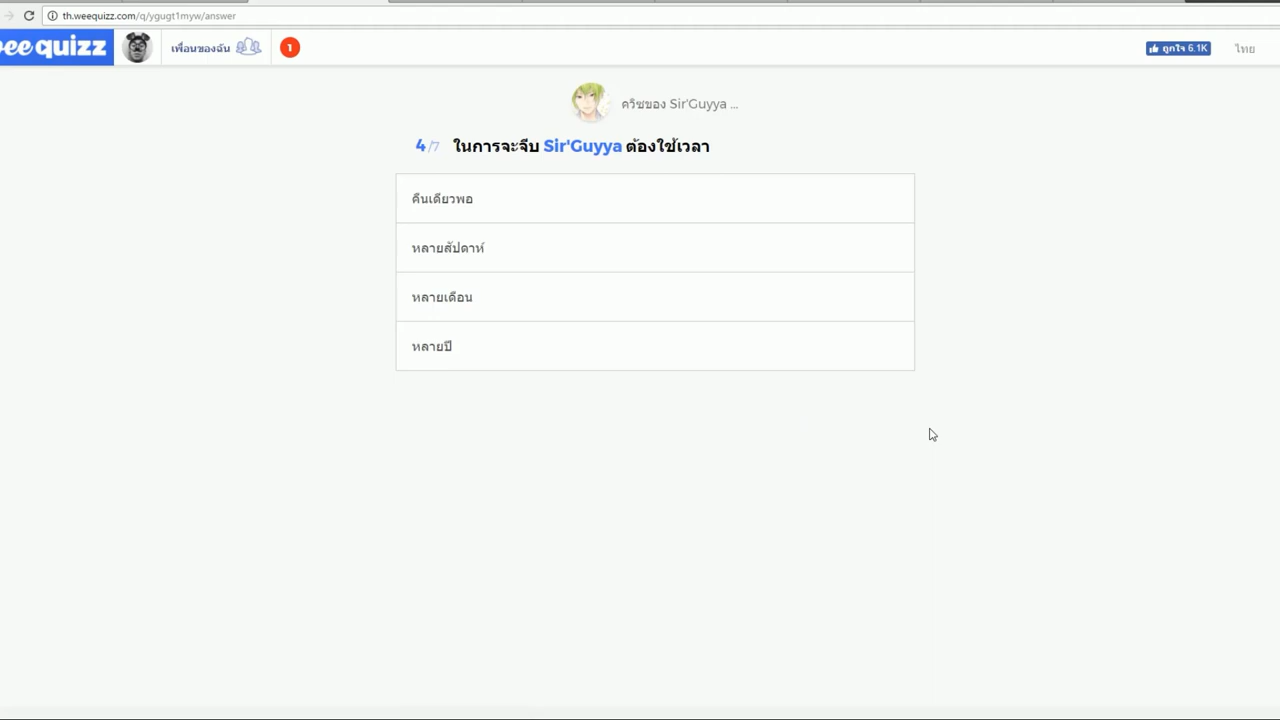 th.weequizz.com/q/ygugt1myw/answer
wee quizz
เพื่อนของฉัน
1
ถูกใจ 6.1K
ไทย
ควิชของ Sir'Guyya ...
4/7 ในการจะจีบ Sir'Guyya ต้องใช้เวลา
คืนเดียวพอ
หลายสัปดาห์
หลายเดือน
หลายปี